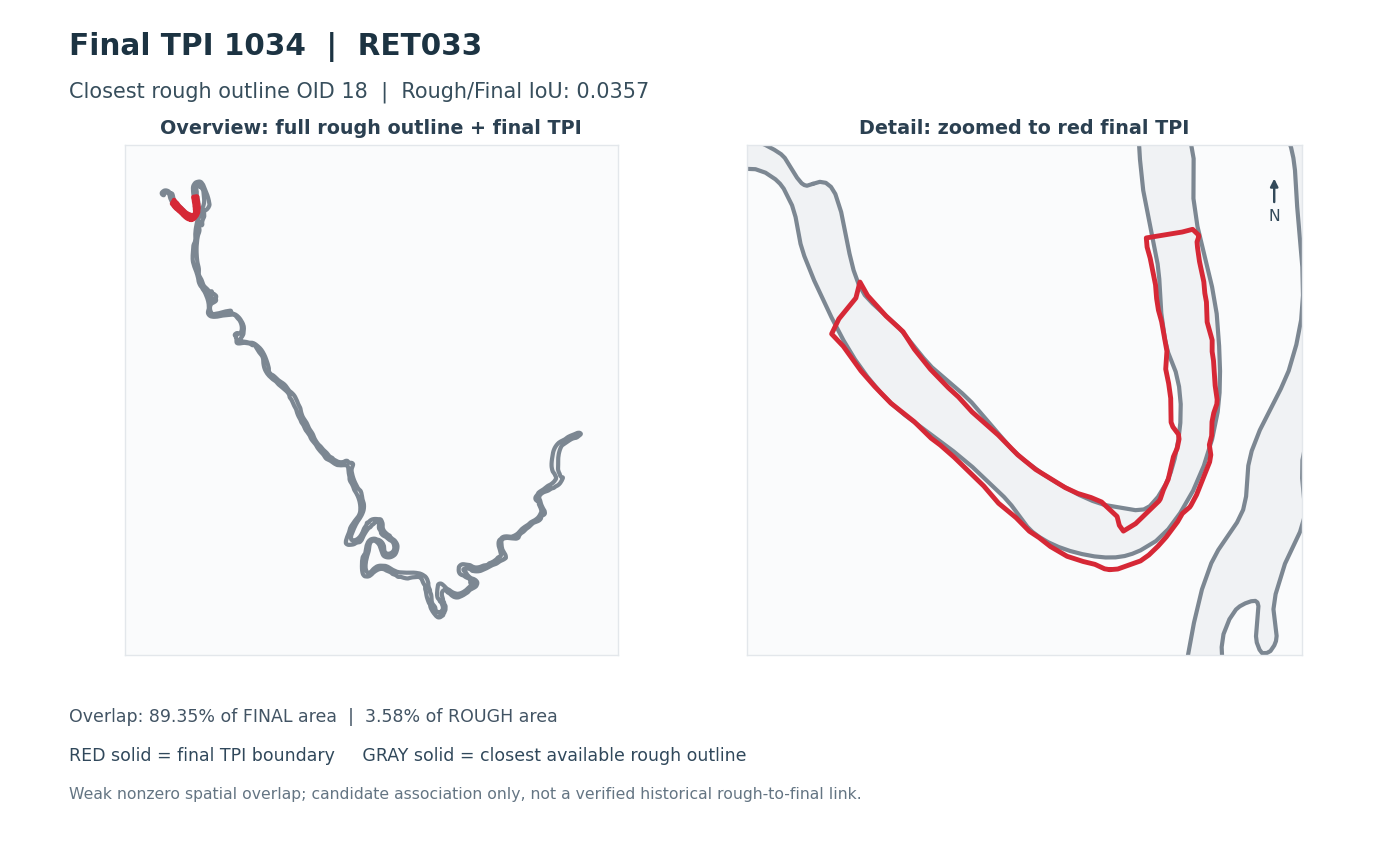 Final TPI 1034  |  RET033
Closest rough outline OID 18  |  Rough/Final IoU: 0.0357
Overview: full rough outline + final TPI
Detail: zoomed to red final TPI
N
Overlap: 89.35% of FINAL area  |  3.58% of ROUGH area
RED solid = final TPI boundary     GRAY solid = closest available rough outline
Weak nonzero spatial overlap; candidate association only, not a verified historical rough-to-final link.